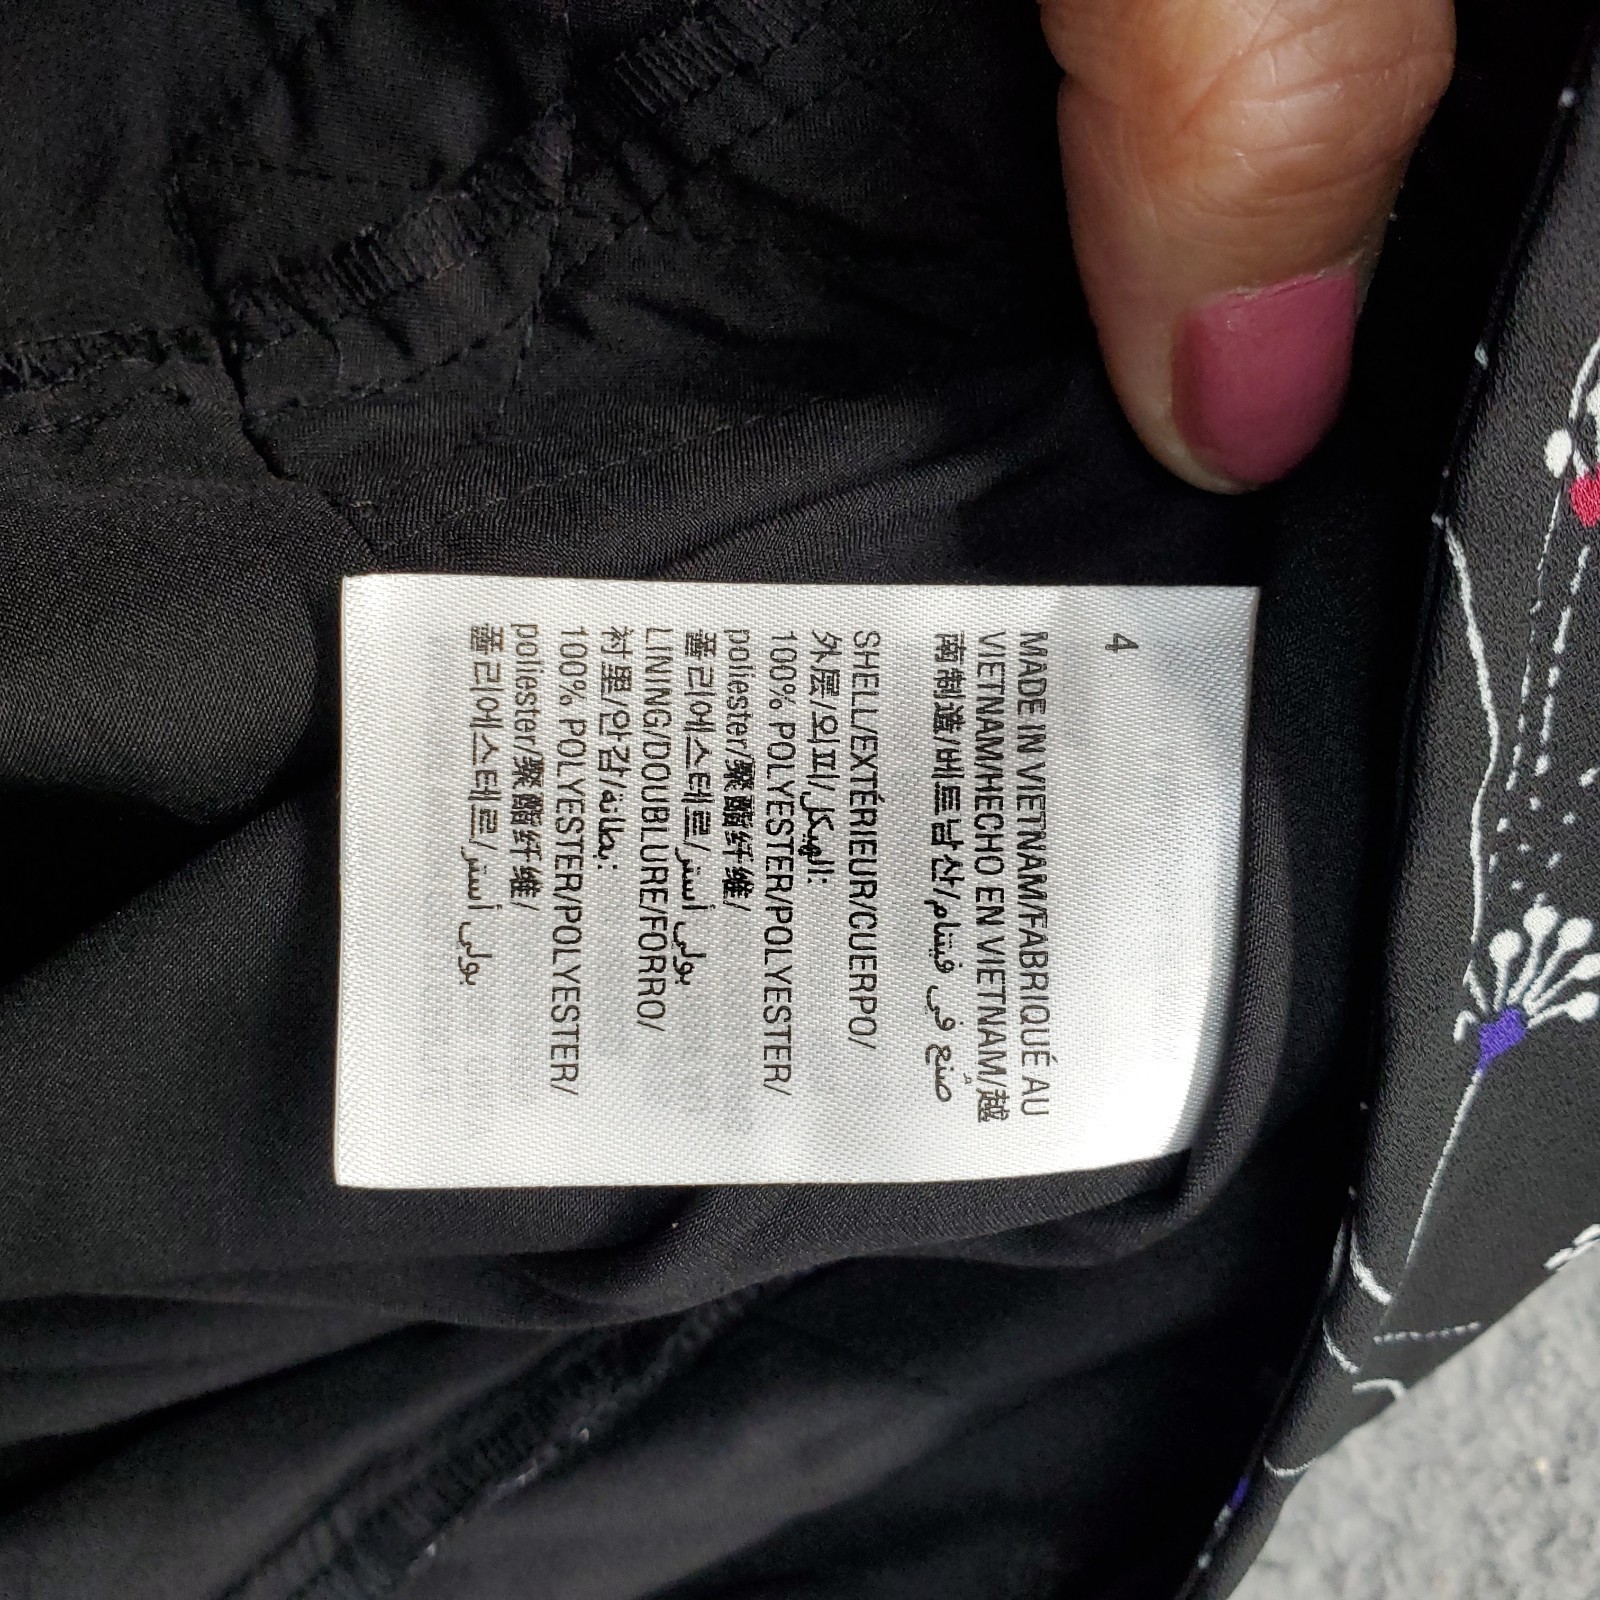 4
MADE IN VIETNAM/FABRIQUÉ AU
VIETNAM/HECHO EN VIETNAM/越
南制造/베트남산/صنع في فيتنام
SHELL/EXTÉRIEUR/CUERPO/
外层/외피/الهيكل:
100% POLYESTER/POLYESTER/
poliester/聚酯纤维/
폴리에스테르/بولي أستر
LINING/DOUBLURE/FORRO/
衬里/안감/بطانة:
100% POLYESTER/POLYESTER/
poliester/聚酯纤维/
폴리에스테르/بولي أستر